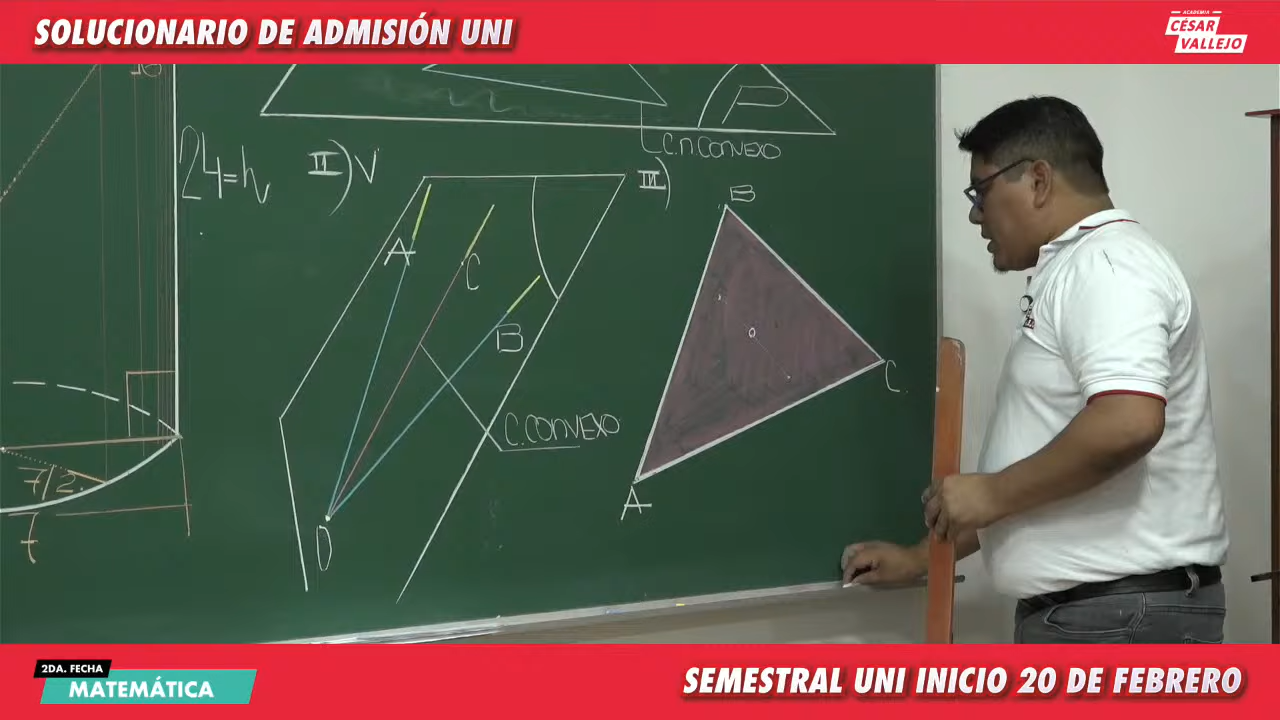 SOLUCIONARIO DE ADMISIÓN UNI
ACADEMIA
CÉSAR
VALLEJO
C.n.CONVEXO
24=h
II) V
III)
B
A
C
B
C.CONVEXO
C.
7/2
A
7
D
2DA. FECHA
MATEMÁTICA
SEMESTRAL UNI INICIO 20 DE FEBRERO